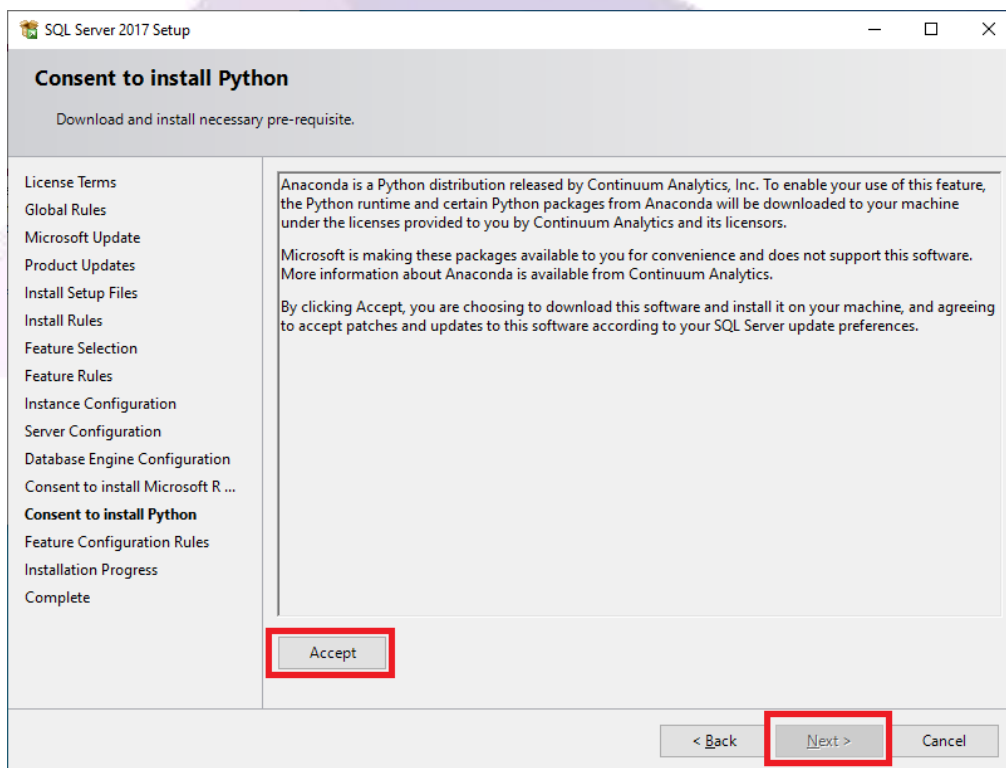 SQL Server 2017 Setup
Consent to install Python
Download and install necessary pre-requisite.
License Terms
Global Rules
Microsoft Update
Product Updates
Install Setup Files
Install Rules
Feature Selection
Feature Rules
Instance Configuration
Server Configuration
Database Engine Configuration
Consent to install Microsoft R ...
Consent to install Python
Feature Configuration Rules
Installation Progress
Complete
Anaconda is a Python distribution released by Continuum Analytics, Inc. To enable your use of this feature,
the Python runtime and certain Python packages from Anaconda will be downloaded to your machine
under the licenses provided to you by Continuum Analytics and its licensors.
Microsoft is making these packages available to you for convenience and does not support this software.
More information about Anaconda is available from Continuum Analytics.
By clicking Accept, you are choosing to download this software and install it on your machine, and agreeing
to accept patches and updates to this software according to your SQL Server update preferences.
Accept
< Back
Next >
Cancel